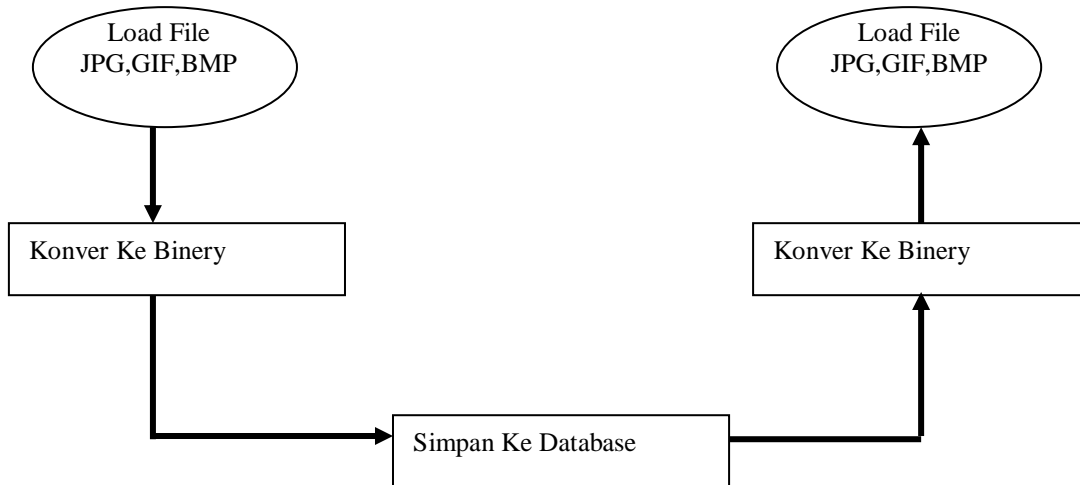 Load File
JPG,GIF,BMP
Load File
JPG,GIF,BMP
Konver Ke Binery
Konver Ke Binery
Simpan Ke Database